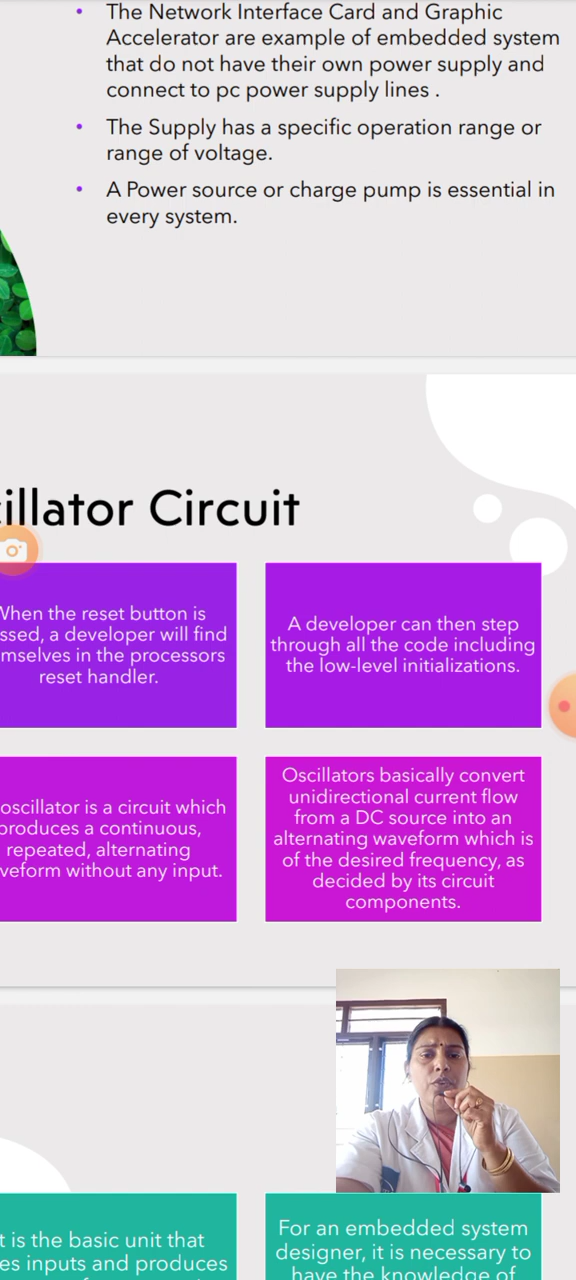 The Network Interface Card and Graphic
Accelerator are example of embedded system
that do not have their own power supply and
connect to pc power supply lines .
The Supply has a specific operation range or
range of voltage.
A Power source or charge pump is essential in
every system.
cillator Circuit
When the reset button is
ssed, a developer will find
mselves in the processors
reset handler.
A developer can then step
through all the code including
the low-level initializations.
oscillator is a circuit which
produces a continuous,
repeated, alternating
veform without any input.
Oscillators basically convert
unidirectional current flow
from a DC source into an
alternating waveform which is
of the desired frequency, as
decided by its circuit
components.
t is the basic unit that
es inputs and produces
For an embedded system
designer, it is necessary to
have the knowledge of